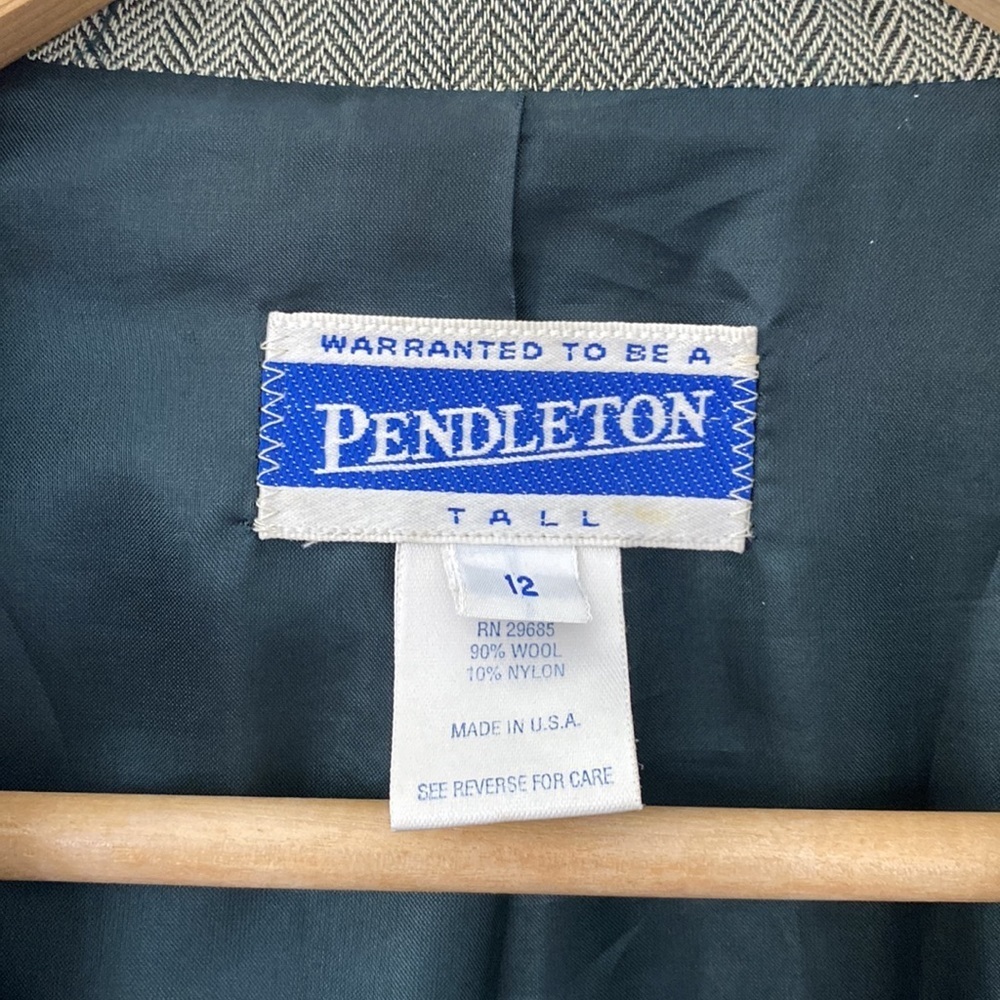 WARRANTED TO BE A
PENDLETON
TALL
12
RN 29685
90% WOOL
10% NYLON
MADE IN U.S.A.
SEE REVERSE FOR CARE